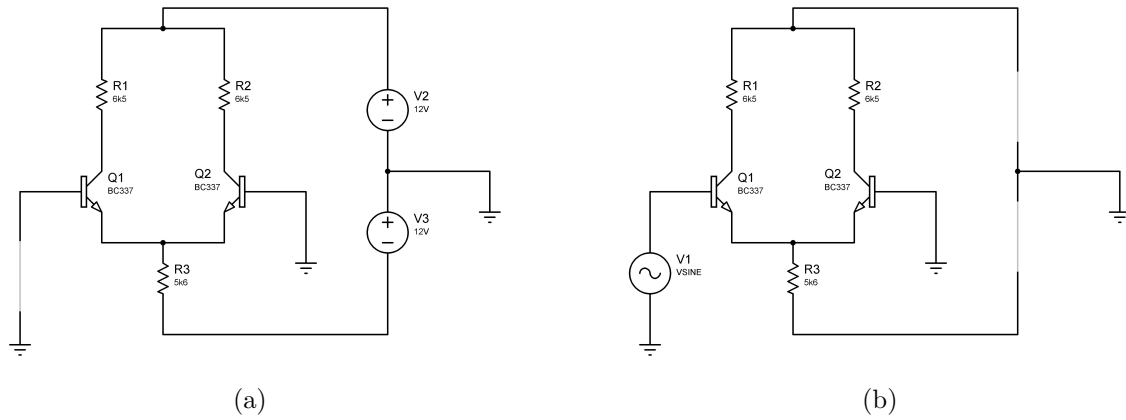 R1
6k5
R2
6k5
V2
12V
Q1
BC337
Q2
BC337
V3
12V
R3
5k6
(a)
R1
6k5
R2
6k5
Q1
BC337
Q2
BC337
V1
VSINE
R3
5k6
(b)